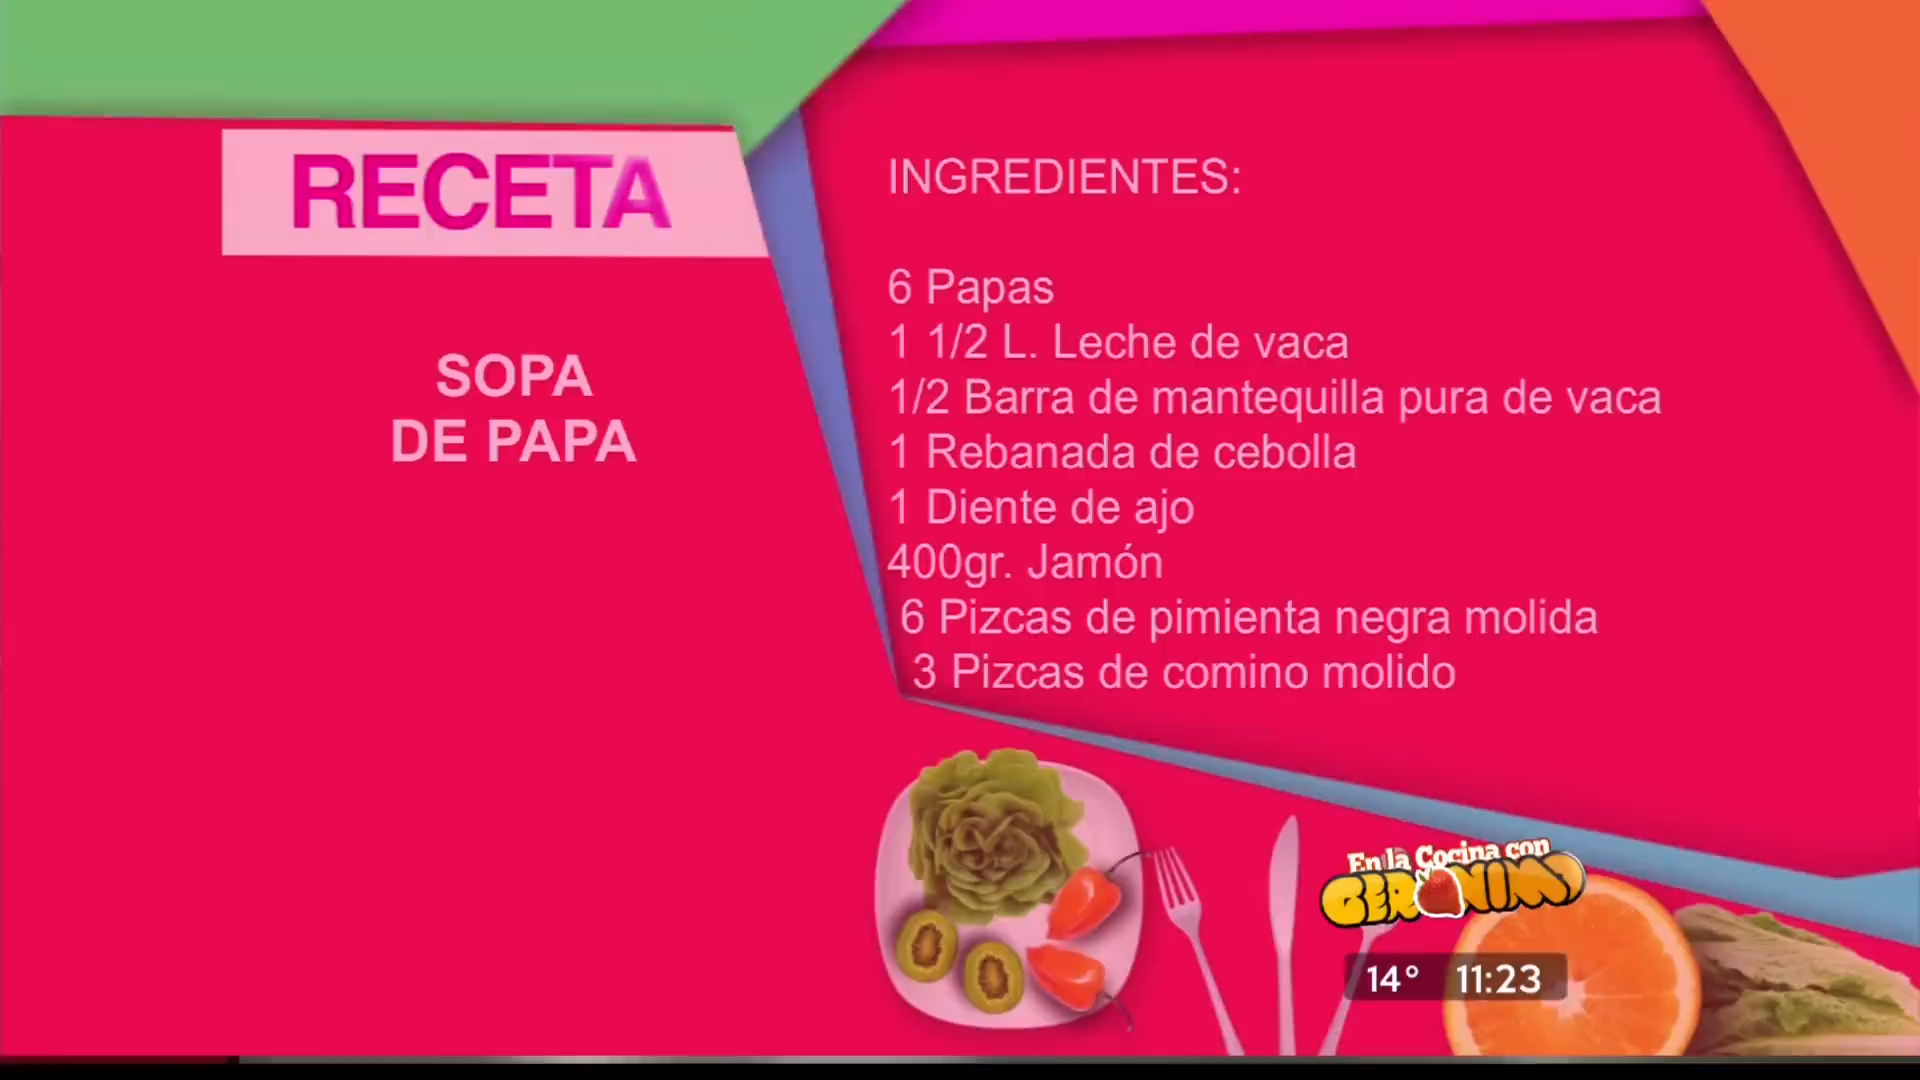 RECETA
SOPA
DE PAPA
INGREDIENTES:
6 Papas
1 1/2 L. Leche de vaca
1/2 Barra de mantequilla pura de vaca
1 Rebanada de cebolla
1 Diente de ajo
400gr. Jamón
6 Pizcas de pimienta negra molida
3 Pizcas de comino molido
En la Cocina con
GERONIMO
14° 11:23